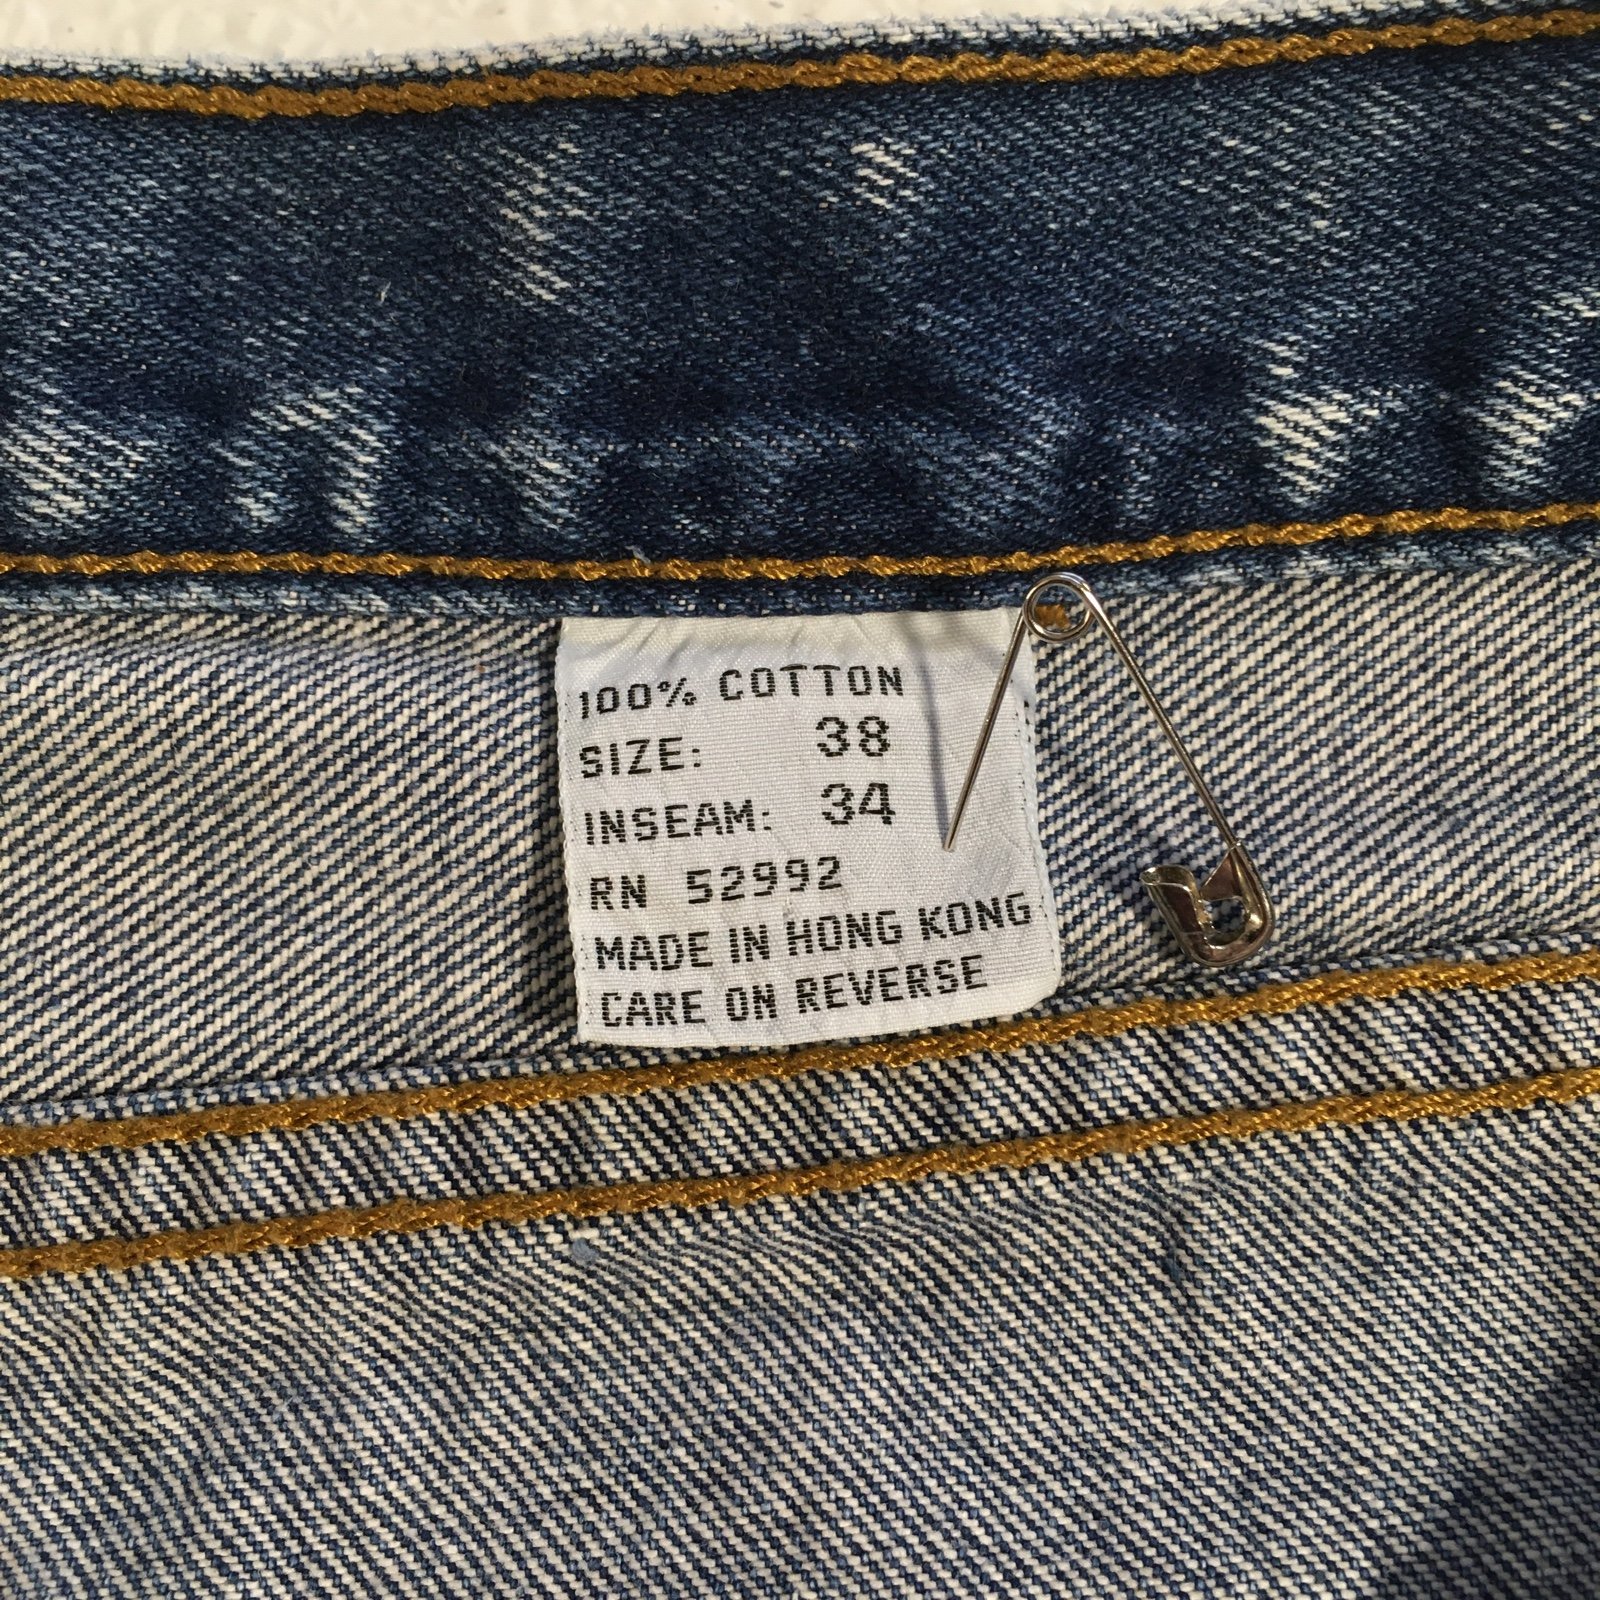 100% COTTON
SIZE: 38
INSEAM: 34
RN 52992
MADE IN HONG KONG
CARE ON REVERSE